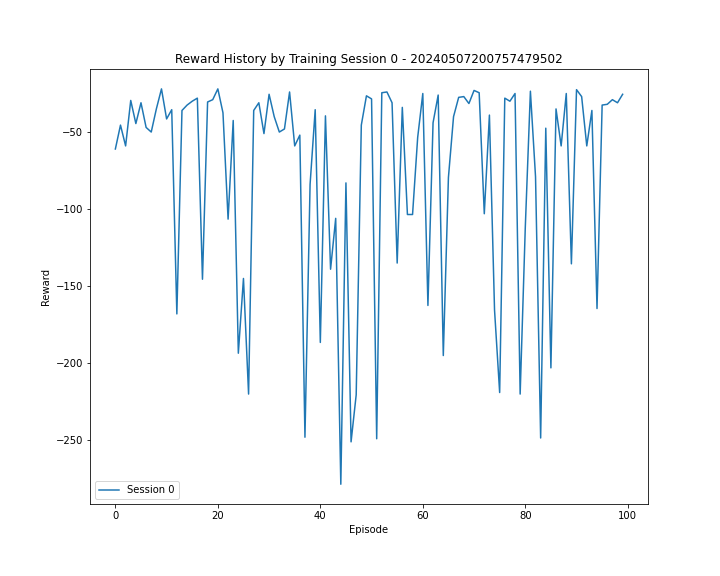 Reward History by Training Session 0 - 20240507200757479502
Reward
−50
−100
−150
−200
−250
Session 0
0
20
40
60
80
100
Episode